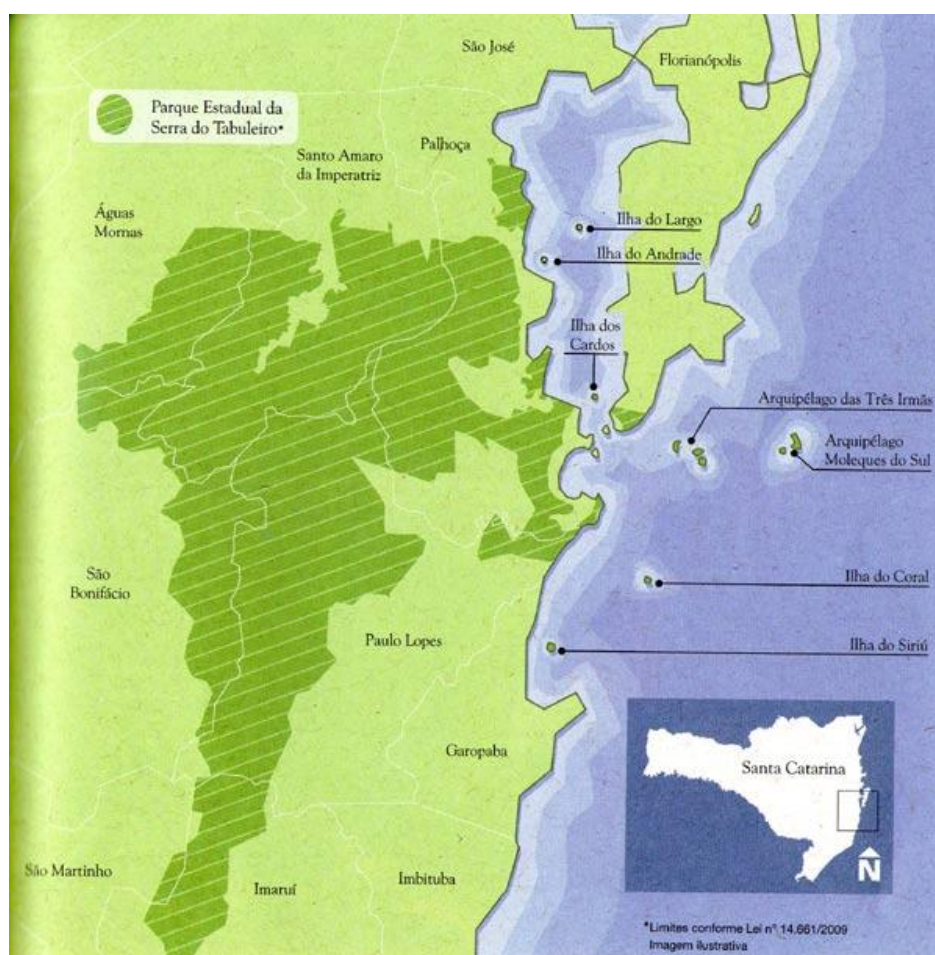 São José
Florianópolis
Parque Estadual da
Serra do Tabuleiro*
Palhoça
Santo Amaro
da Imperatriz
Águas
Mornas
Ilha do Largo
Ilha do Andrade
Ilha dos
Cardos
Arquipélago das Três Irmãs
Arquipélago
Moleques do Sul
São
Bonifácio
Ilha do Coral
Paulo Lopes
Ilha do Siriú
Garopaba
Santa Catarina
N
São Martinho
Imaruí
Imbituba
*Limites conforme Lei nº 14.661/2009
Imagem ilustrativa